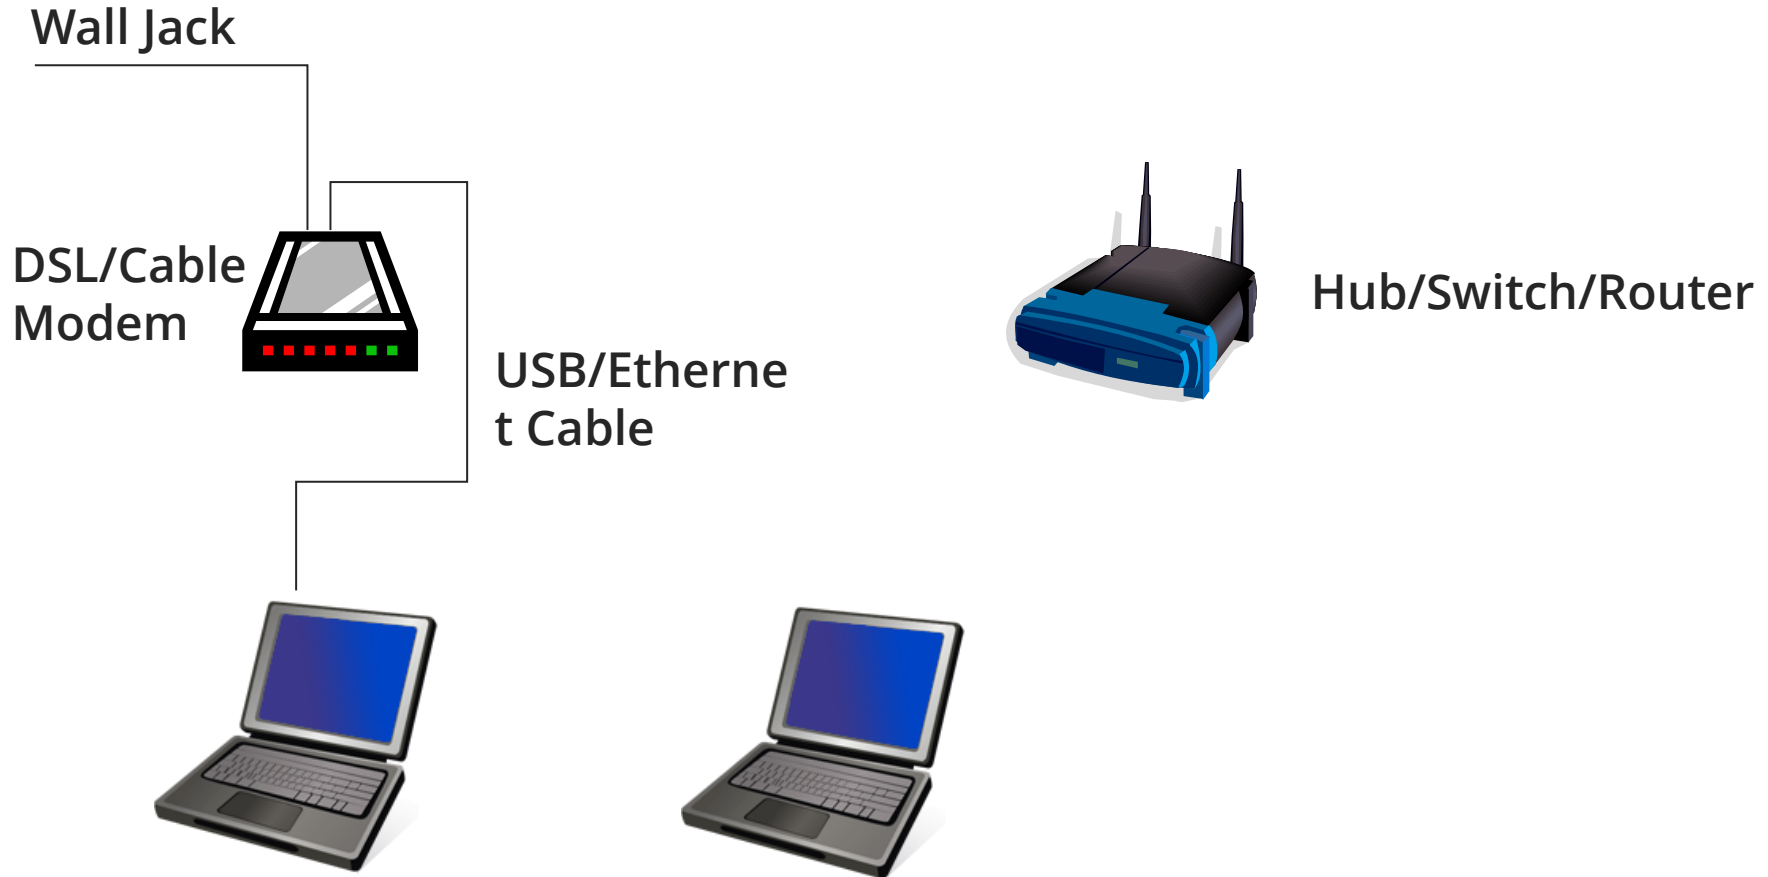 Wall Jack
DSL/Cable
Modem
USB/Etherne
t Cable
Hub/Switch/Router